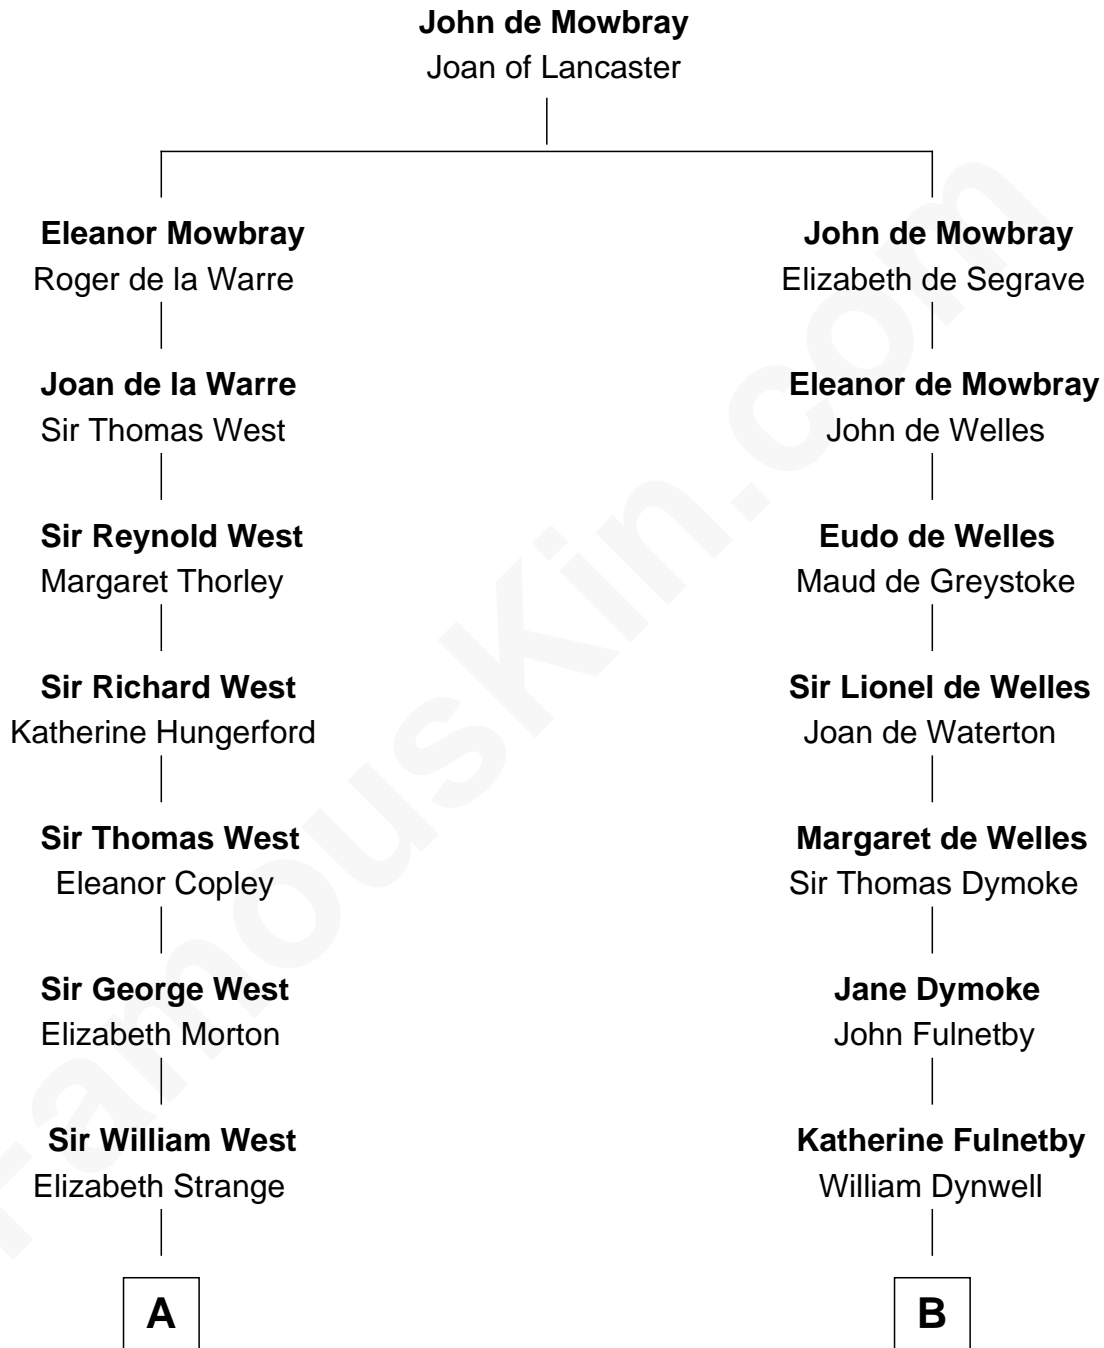 John de Mowbray
Joan of Lancaster
Eleanor Mowbray
Roger de la Warre
John de Mowbray
Elizabeth de Segrave
Joan de la Warre
Sir Thomas West
Eleanor de Mowbray
John de Welles
Sir Reynold West
Margaret Thorley
Eudo de Welles
Maud de Greystoke
Sir Richard West
Katherine Hungerford
Sir Lionel de Welles
Joan de Waterton
Sir Thomas West
Eleanor Copley
Margaret de Welles
Sir Thomas Dymoke
Sir George West
Elizabeth Morton
Jane Dymoke
John Fulnetby
Sir William West
Elizabeth Strange
Katherine Fulnetby
William Dynwell
A
B
FamousKin.com